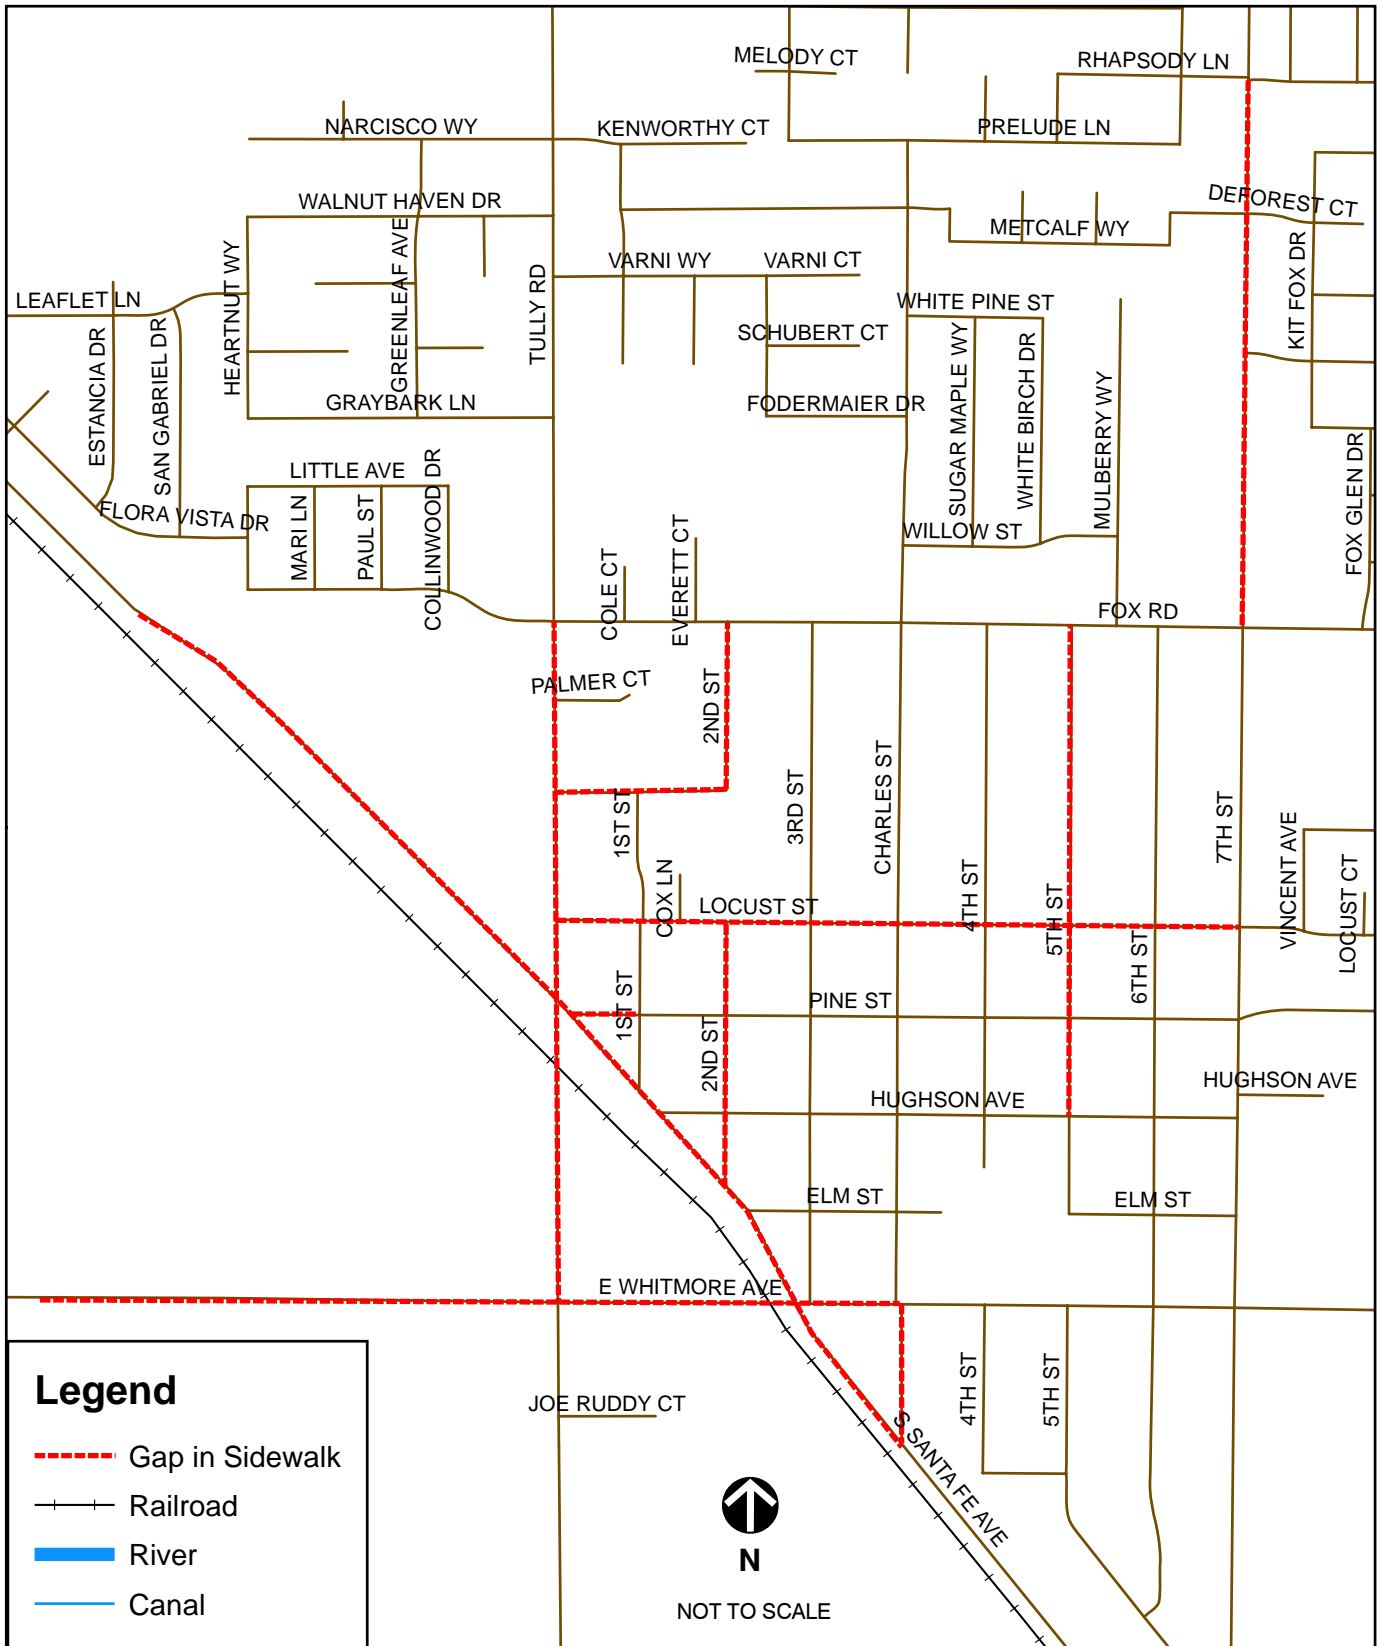 MELODY CT
RHAPSODY LN
NARCISCO WY
KENWORTHY CT
PRELUDE LN
WALNUT HAVEN DR
DEFOREST CT
METCALF WY
GREENLEAF AVE
HEARTNUT WY
TULLY RD
VARNI WY
VARNI CT
KIT FOX DR
LEAFLET LN
WHITE PINE ST
ESTANCIA DR
SAN GABRIEL DR
SCHUBERT CT
SUGAR MAPLE WY
WHITE BIRCH DR
MULBERRY WY
GRAYBARK LN
FODERMAIER DR
LITTLE AVE
COLLINWOOD DR
FOX GLEN DR
FLORA VISTA DR
MARI LN
PAUL ST
WILLOW ST
COLE CT
EVERETT CT
FOX RD
PALMER CT
2ND ST
3RD ST
CHARLES ST
1ST ST
7TH ST
VINCENT AVE
LOCUST CT
COX LN
LOCUST ST
4TH ST
5TH ST
6TH ST
1ST ST
PINE ST
2ND ST
HUGHSON AVE
HUGHSON AVE
ELM ST
ELM ST
E WHITMORE AVE
4TH ST
5TH ST
JOE RUDDY CT
S SANTA FE AVE
Legend
Gap in Sidewalk
Railroad
River
Canal
N
NOT TO SCALE